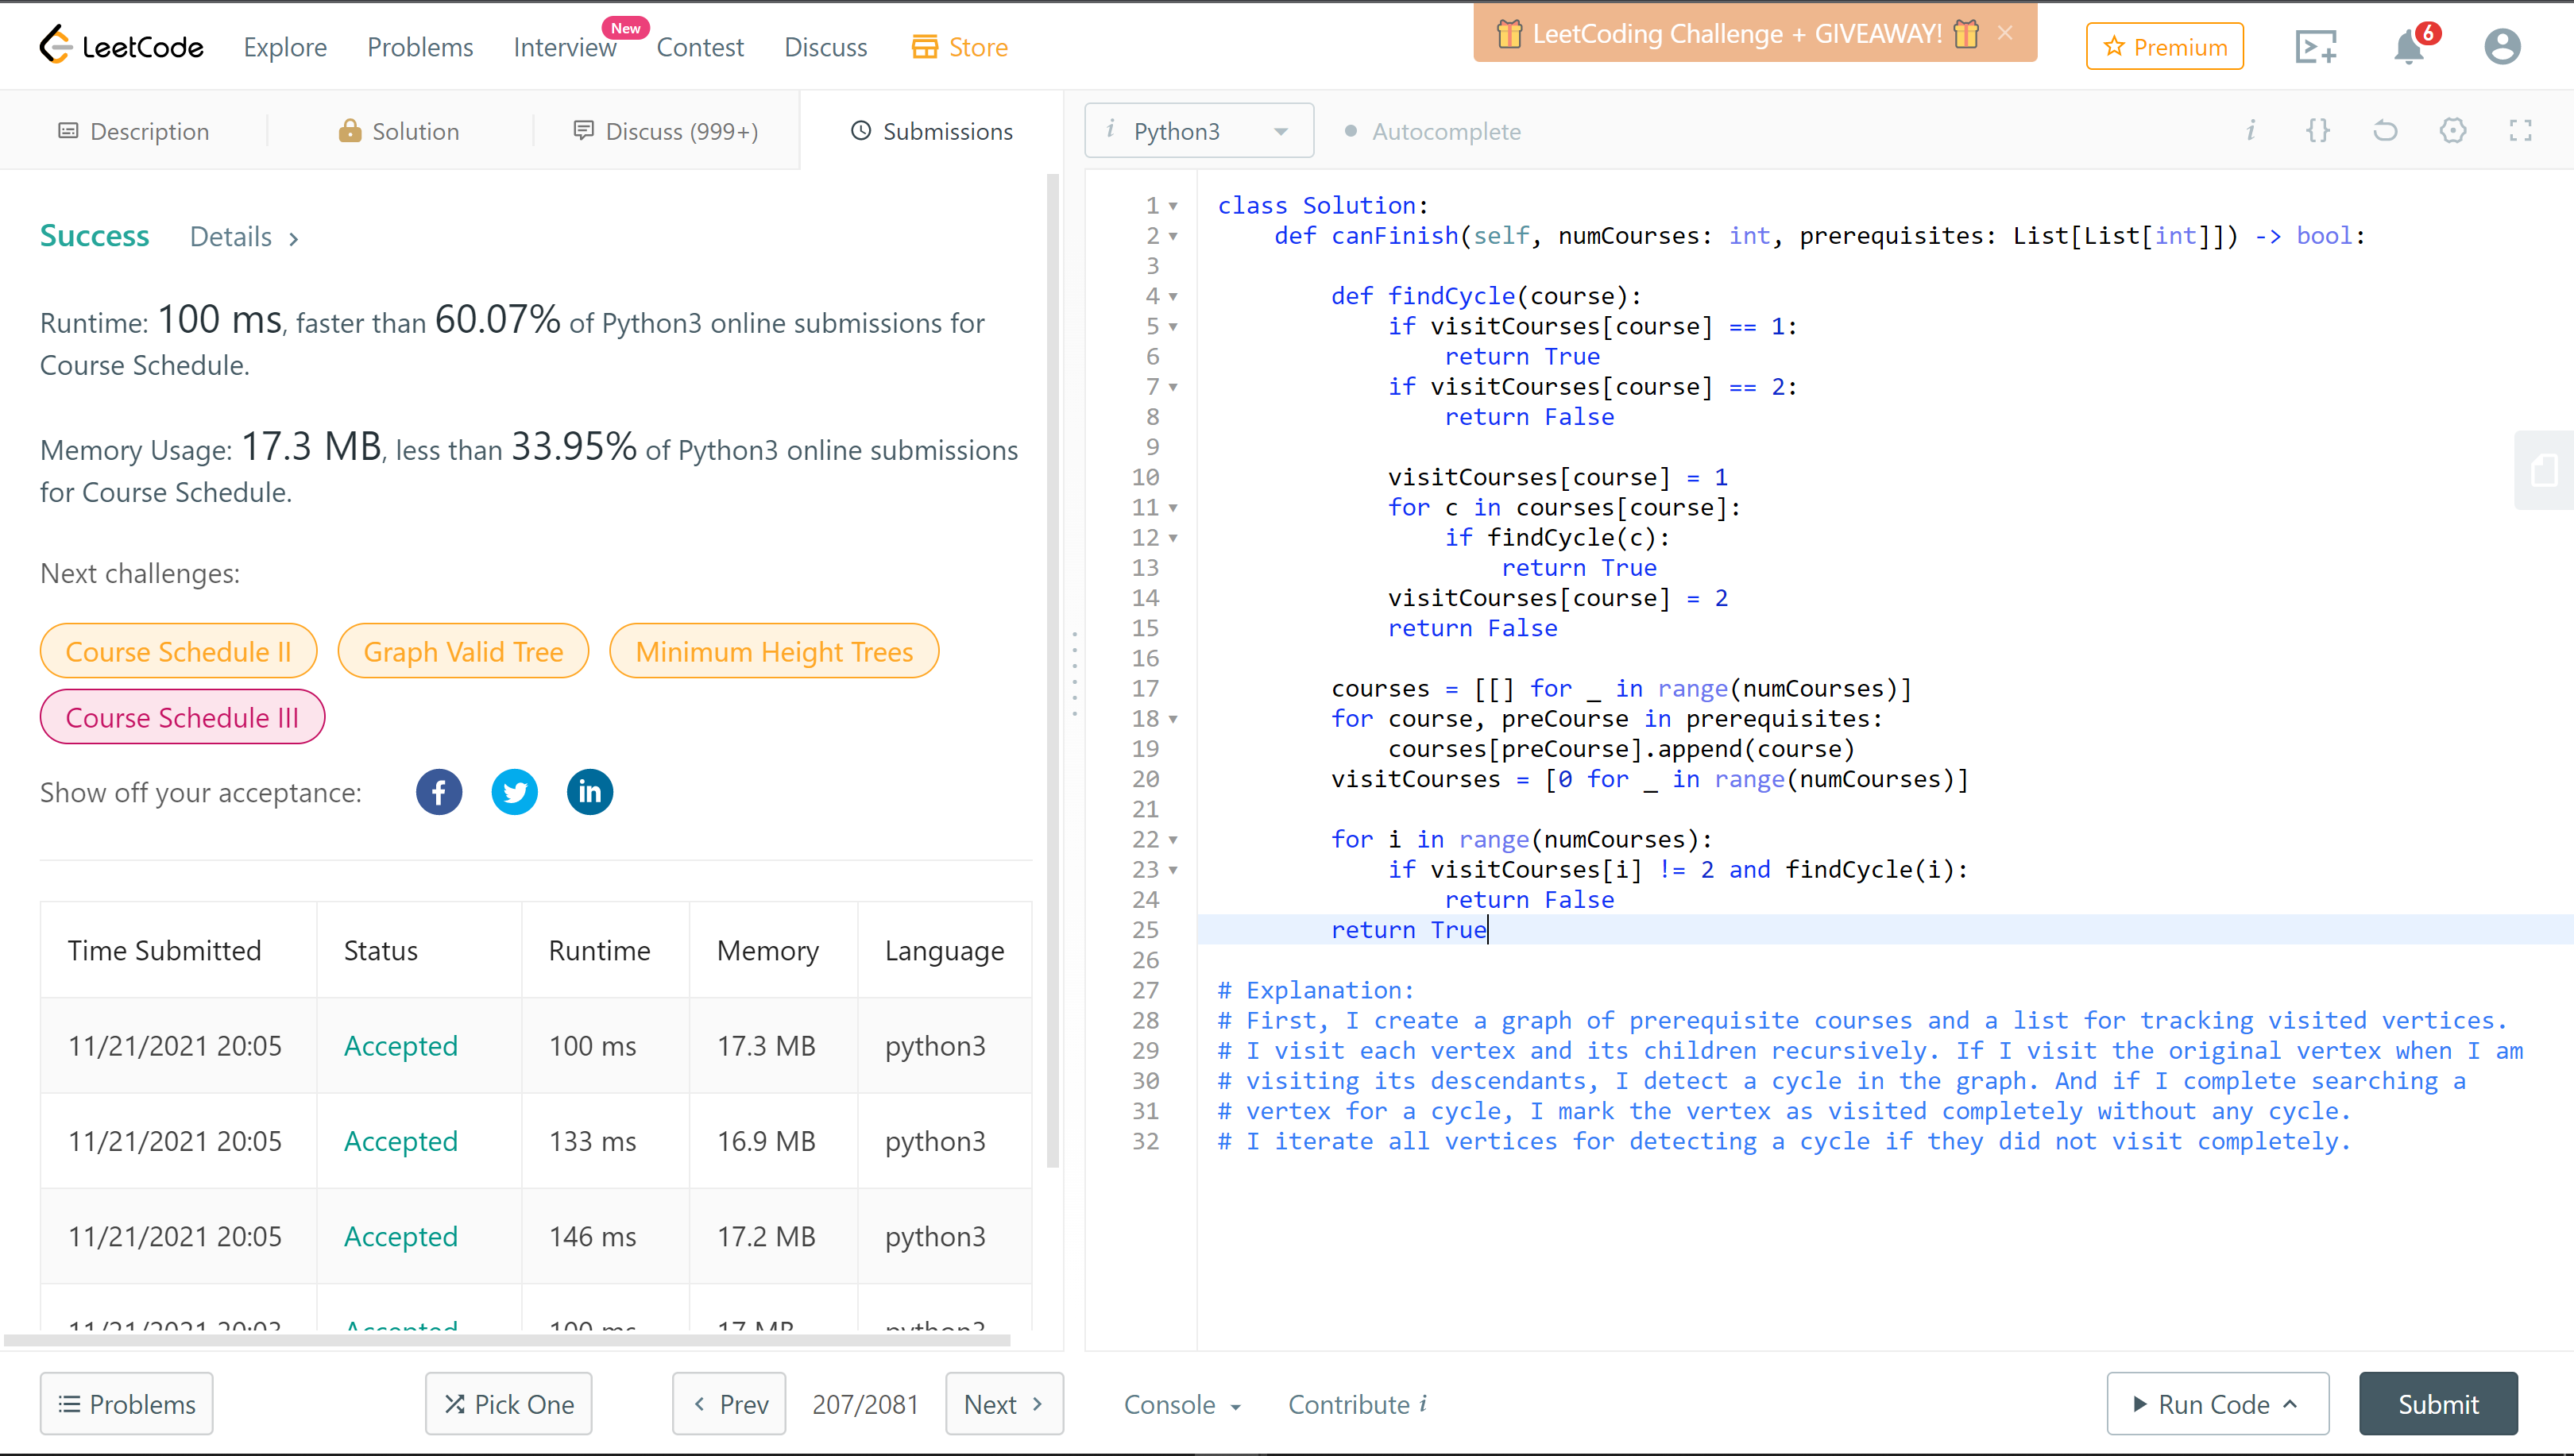 LeetCode Explore Problems Interview New Contest Discuss Store LeetCoding Challenge + GIVEAWAY! Premium 6
Description Solution Discuss (999+) Submissions
Success Details
Runtime: 100 ms, faster than 60.07% of Python3 online submissions for
Course Schedule.
Memory Usage: 17.3 MB, less than 33.95% of Python3 online submissions
for Course Schedule.
Next challenges:
Course Schedule II Graph Valid Tree Minimum Height Trees
Course Schedule III
Show off your acceptance:
Time Submitted Status Runtime Memory Language
11/21/2021 20:05 Accepted 100 ms 17.3 MB python3
11/21/2021 20:05 Accepted 133 ms 16.9 MB python3
11/21/2021 20:05 Accepted 146 ms 17.2 MB python3
11/21/2021 20:03 Accepted 100 ms 17 MB python3
Problems Pick One Prev 207/2081 Next
i Python3 Autocomplete i {}
1 class Solution:
2     def canFinish(self, numCourses: int, prerequisites: List[List[int]]) -> bool:
3
4         def findCycle(course):
5             if visitCourses[course] == 1:
6                 return True
7             if visitCourses[course] == 2:
8                 return False
9
10             visitCourses[course] = 1
11             for c in courses[course]:
12                 if findCycle(c):
13                     return True
14             visitCourses[course] = 2
15             return False
16
17         courses = [[] for _ in range(numCourses)]
18         for course, preCourse in prerequisites:
19             courses[preCourse].append(course)
20         visitCourses = [0 for _ in range(numCourses)]
21
22         for i in range(numCourses):
23             if visitCourses[i] != 2 and findCycle(i):
24                 return False
25         return True
26
27 # Explanation:
28 # First, I create a graph of prerequisite courses and a list for tracking visited vertices.
29 # I visit each vertex and its children recursively. If I visit the original vertex when I am
30 # visiting its descendants, I detect a cycle in the graph. And if I complete searching a
31 # vertex for a cycle, I mark the vertex as visited completely without any cycle.
32 # I iterate all vertices for detecting a cycle if they did not visit completely.
Console Contribute i Run Code Submit